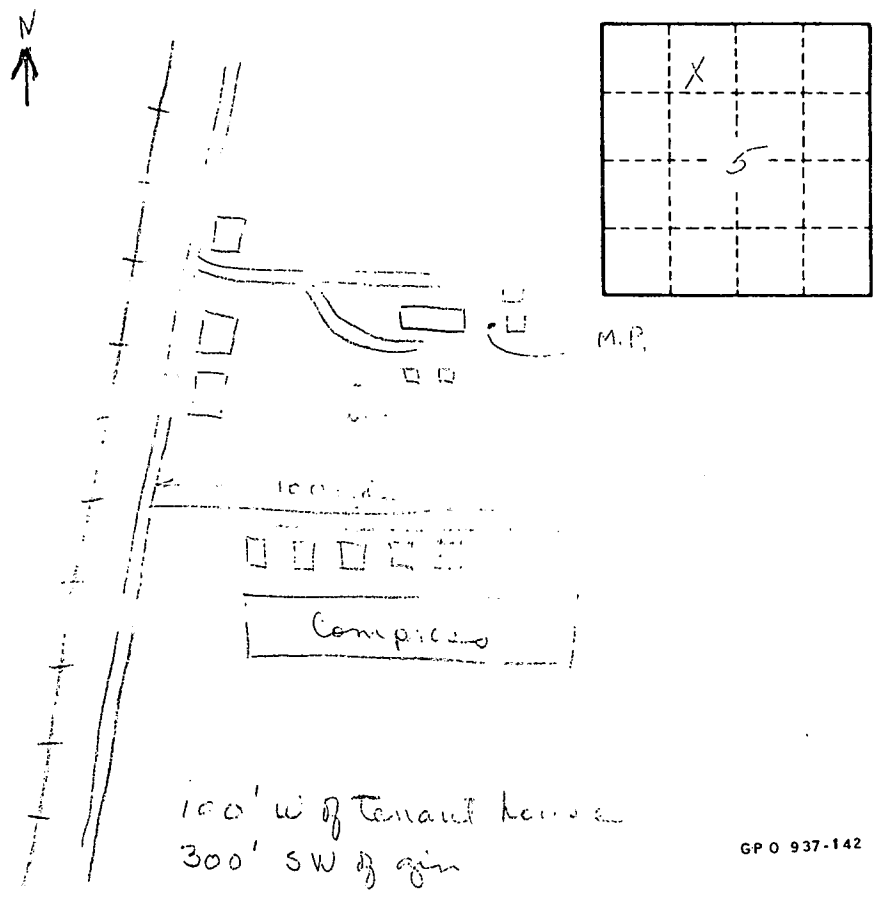 N
X
5
M.P.
Compress
100' W of Tenant house
300' SW of gin
GPO 937-142